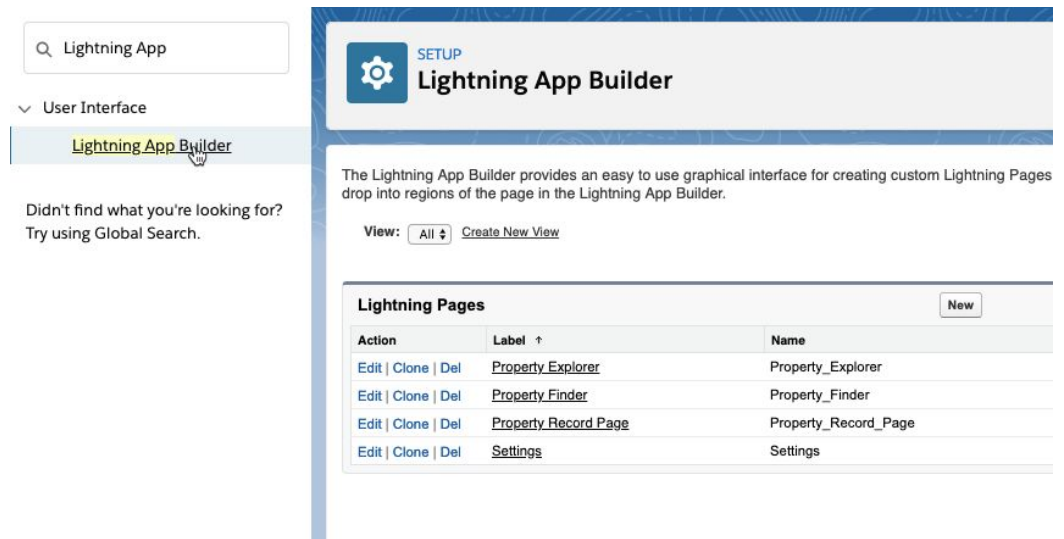 Lightning App
User Interface
Lightning App Builder
Didn't find what you're looking for?
Try using Global Search.
SETUP
Lightning App Builder
The Lightning App Builder provides an easy to use graphical interface for creating custom Lightning Pages
drop into regions of the page in the Lightning App Builder.
View: All Create New View
Lightning Pages New
Action Label ↑ Name
Edit | Clone | Del Property Explorer Property_Explorer
Edit | Clone | Del Property Finder Property_Finder
Edit | Clone | Del Property Record Page Property_Record_Page
Edit | Clone | Del Settings Settings